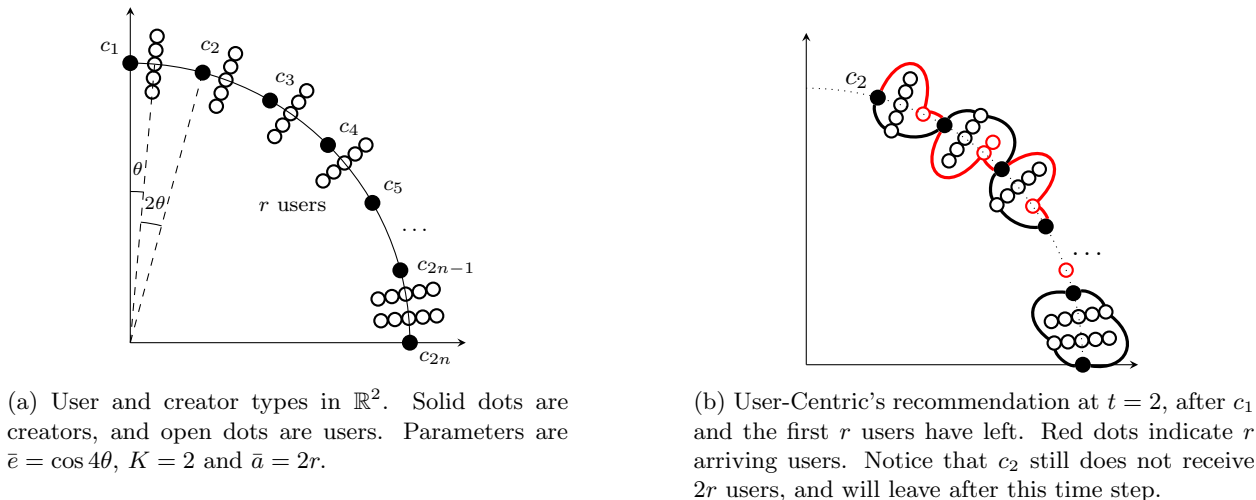 c₁
c₂
c₃
c₄
c₅
θ
2θ
r users
...
c₂ₙ₋₁
c₂ₙ
(a) User and creator types in ℝ². Solid dots are
creators, and open dots are users. Parameters are
ē = cos 4θ, K = 2 and ā = 2r.
c₂
...
(b) User-Centric's recommendation at t = 2, after c₁
and the first r users have left. Red dots indicate r
arriving users. Notice that c₂ still does not receive
2r users, and will leave after this time step.